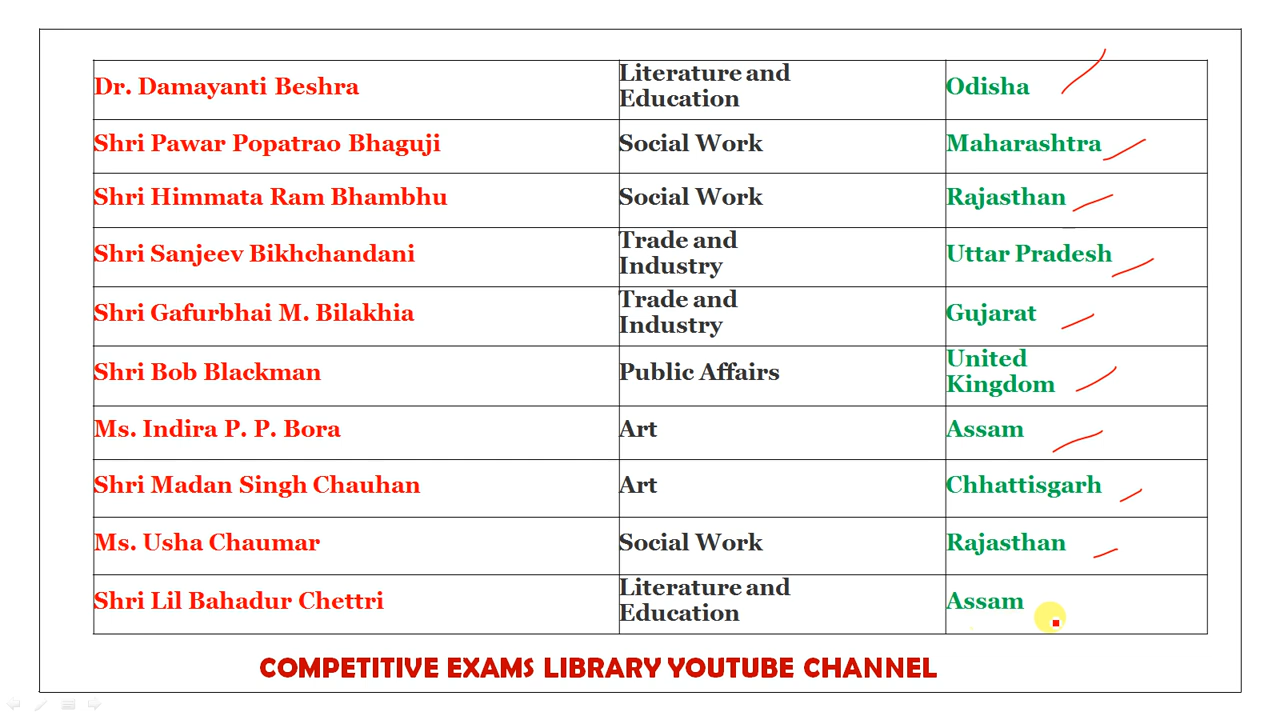 Dr. Damayanti Beshra
Literature and
Education
Odisha
Shri Pawar Popatrao Bhaguji
Social Work
Maharashtra
Shri Himmata Ram Bhambhu
Social Work
Rajasthan
Shri Sanjeev Bikhchandani
Trade and
Industry
Uttar Pradesh
Shri Gafurbhai M. Bilakhia
Trade and
Industry
Gujarat
Shri Bob Blackman
Public Affairs
United
Kingdom
Ms. Indira P. P. Bora
Art
Assam
Shri Madan Singh Chauhan
Art
Chhattisgarh
Ms. Usha Chaumar
Social Work
Rajasthan
Shri Lil Bahadur Chettri
Literature and
Education
Assam
COMPETITIVE EXAMS LIBRARY YOUTUBE CHANNEL